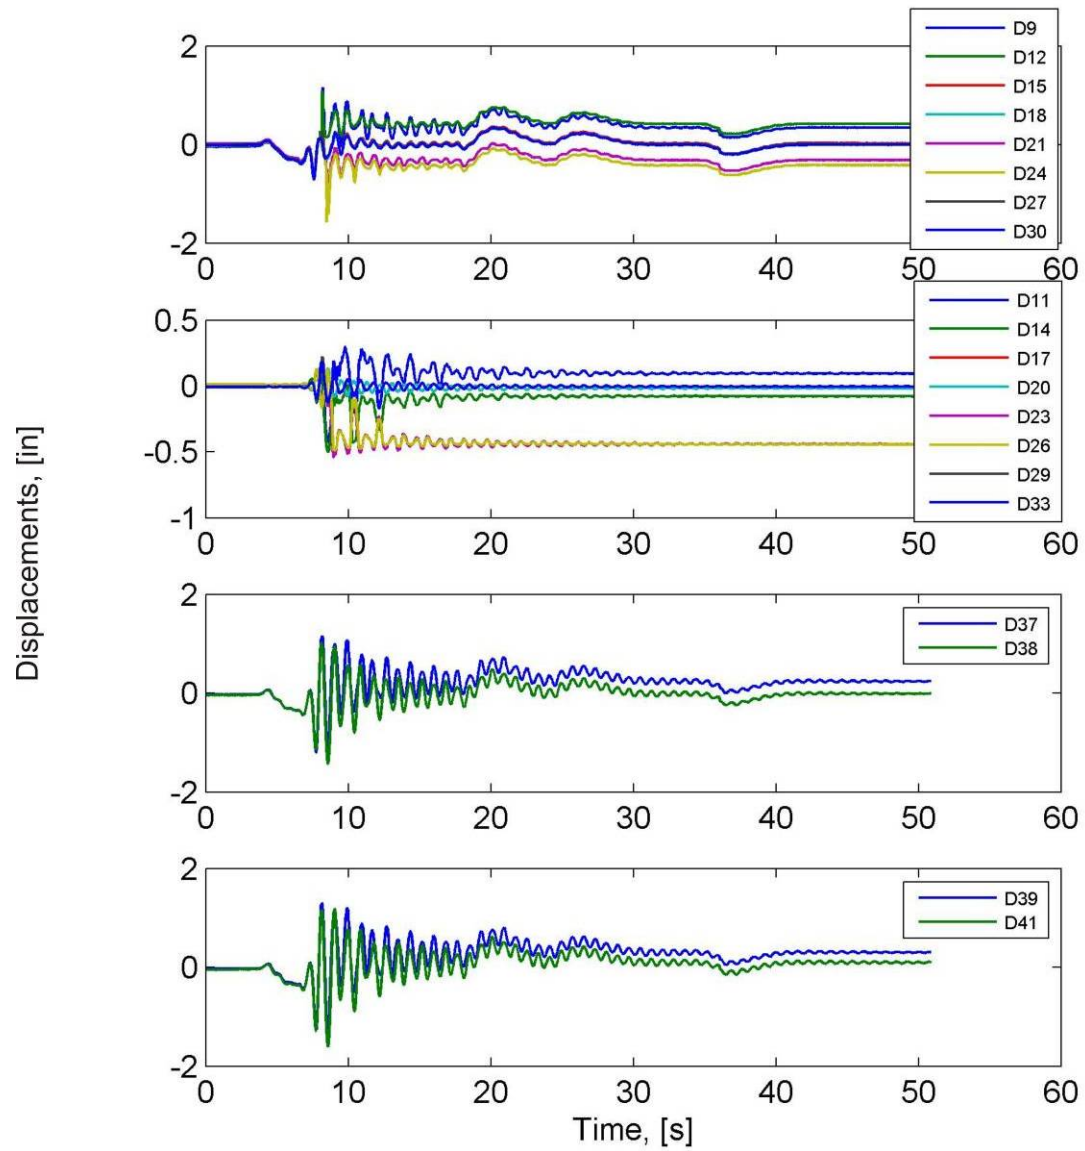 Displacements, [in]
2
0
-2
0 10 20 30 40 50 60
D9
D12
D15
D18
D21
D24
D27
D30
0.5
0
-0.5
-1
0 10 20 30 40 50 60
D11
D14
D17
D20
D23
D26
D29
D33
2
0
-2
0 10 20 30 40 50 60
D37
D38
2
0
-2
0 10 20 30 40 50 60
D39
D41
Time, [s]